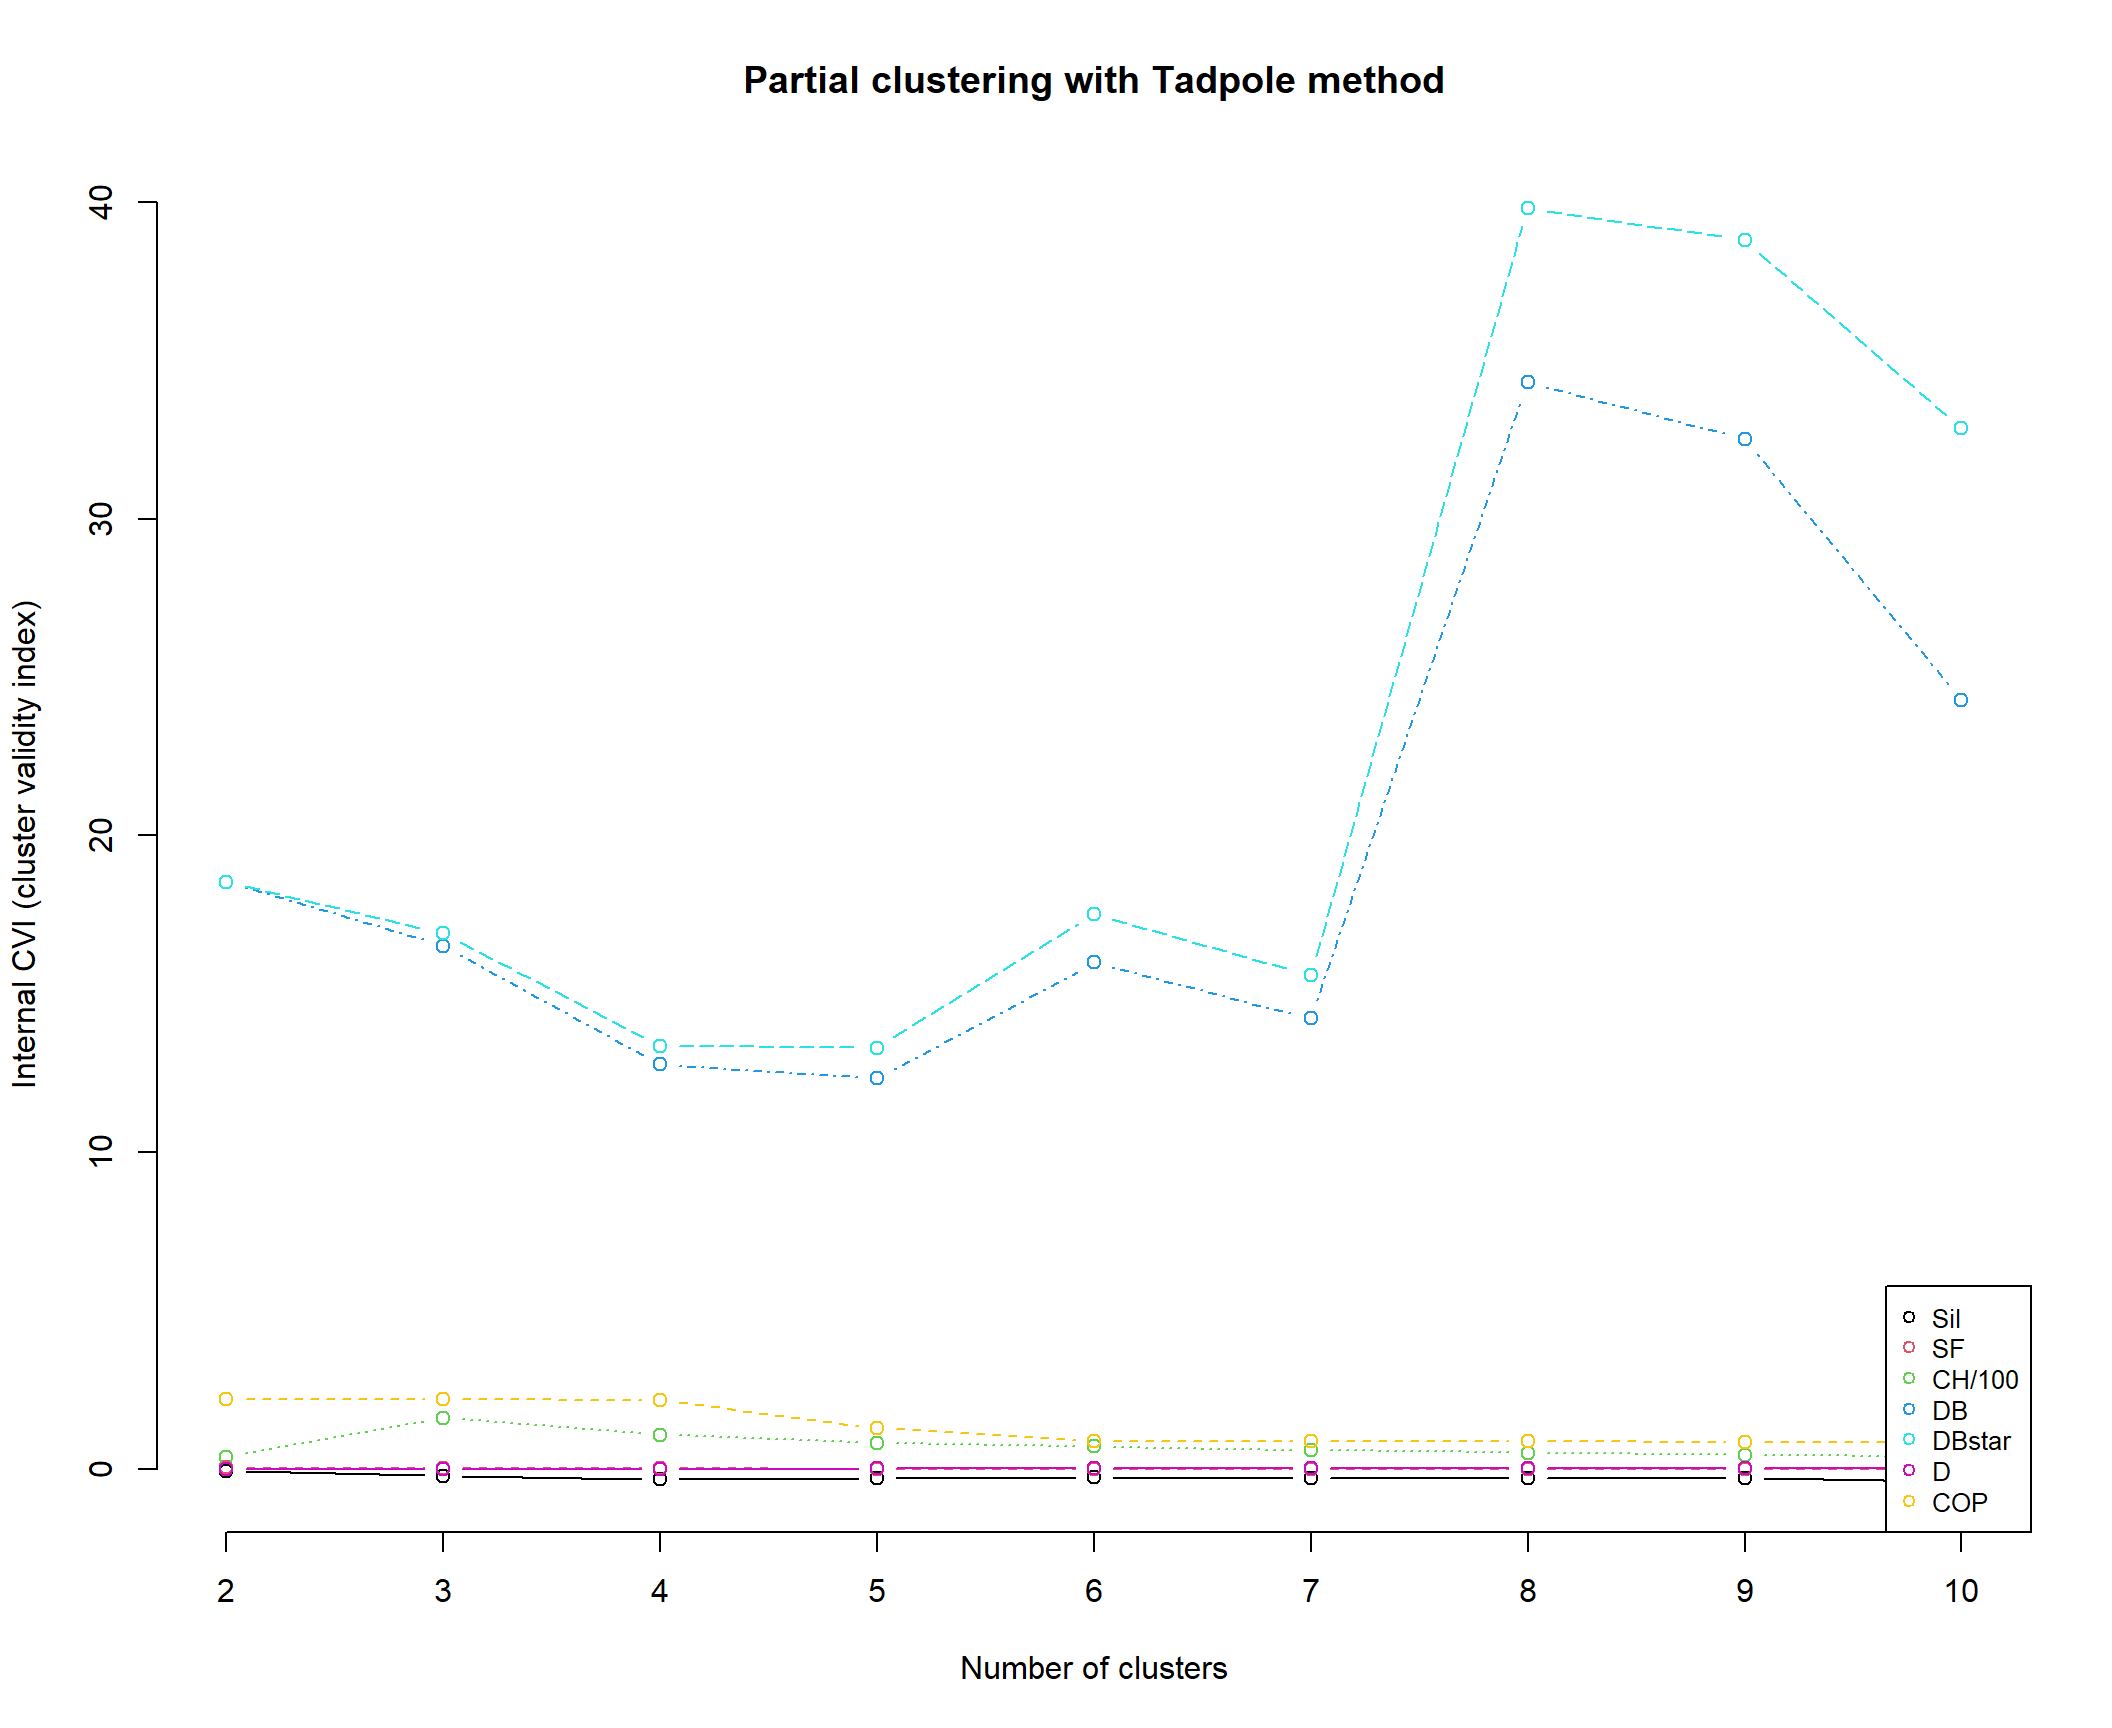 Partial clustering with Tadpole method
Internal CVI (cluster validity index)
40
30
20
10
0
Sil
SF
CH/100
DB
DBstar
D
COP
2 3 4 5 6 7 8 9 10
Number of clusters